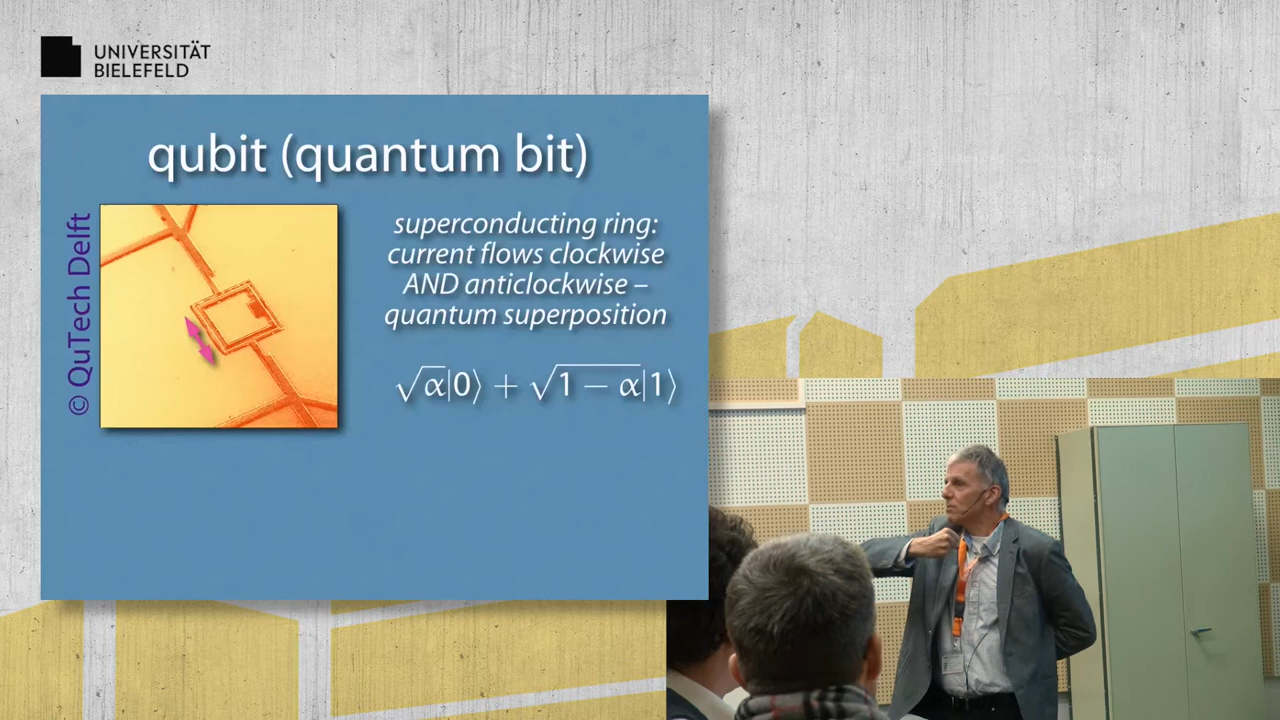 UNIVERSITÄT
BIELEFELD
qubit (quantum bit)
© QuTech Delft
superconducting ring:
current flows clockwise
AND anticlockwise –
quantum superposition
√α|0⟩ + √1 − α|1⟩